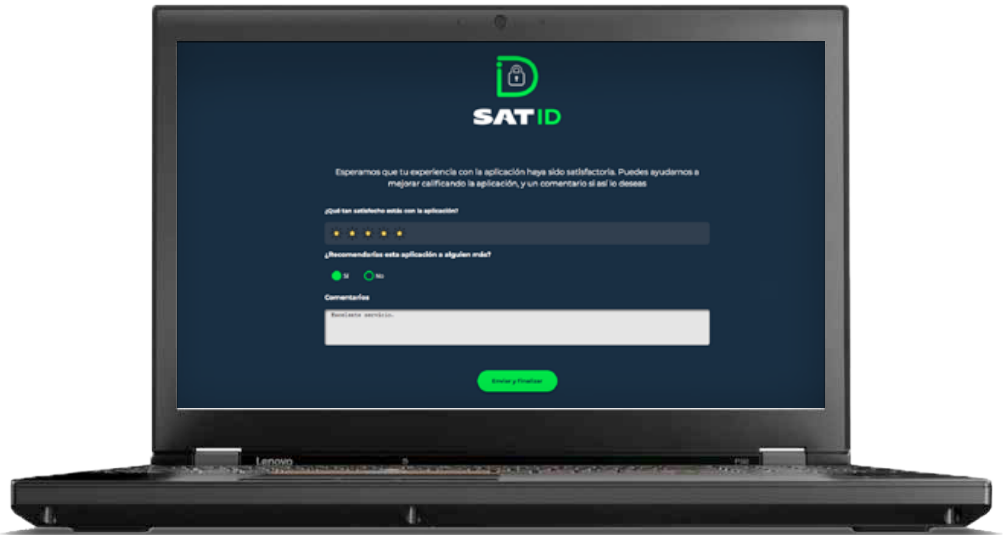 SAT ID
Esperamos que tu experiencia con la aplicación haya sido satisfactoria. Puedes ayudarnos a
mejorar calificando la aplicación, y un comentario si así lo deseas
¿Qué tan satisfecho estás con la aplicación?
¿Recomendarías esta aplicación a alguien más?
Sí No
Comentarios
Excelente servicio.
Enviar y Finalizar
Lenovo